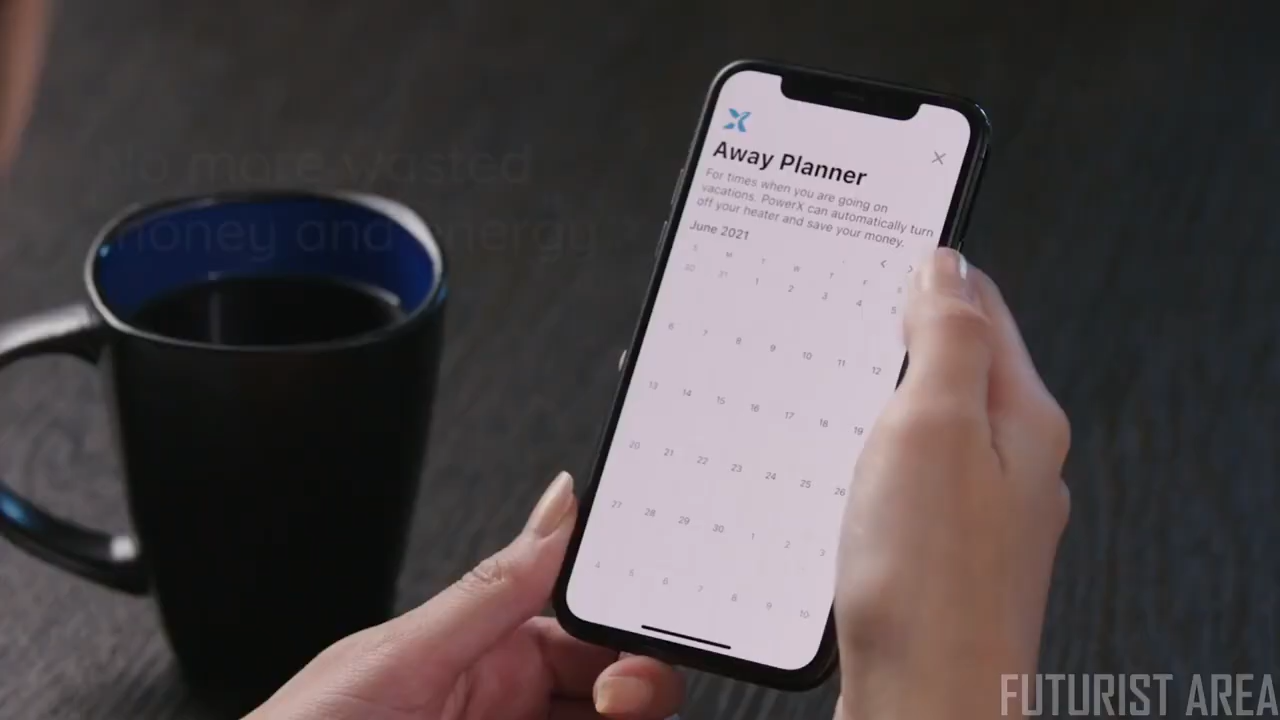 No more wasted
money and energy
Away Planner
For times when you are going on
vacations. PowerX can automatically turn
off your heater and save your money.
June 2021
S M T W T F S
30 31 1 2 3 4 5
6 7 8 9 10 11 12
13 14 15 16 17 18 19
20 21 22 23 24 25 26
27 28 29 30 1 2 3
4 5 6 7 8 9 10
FUTURIST AREA